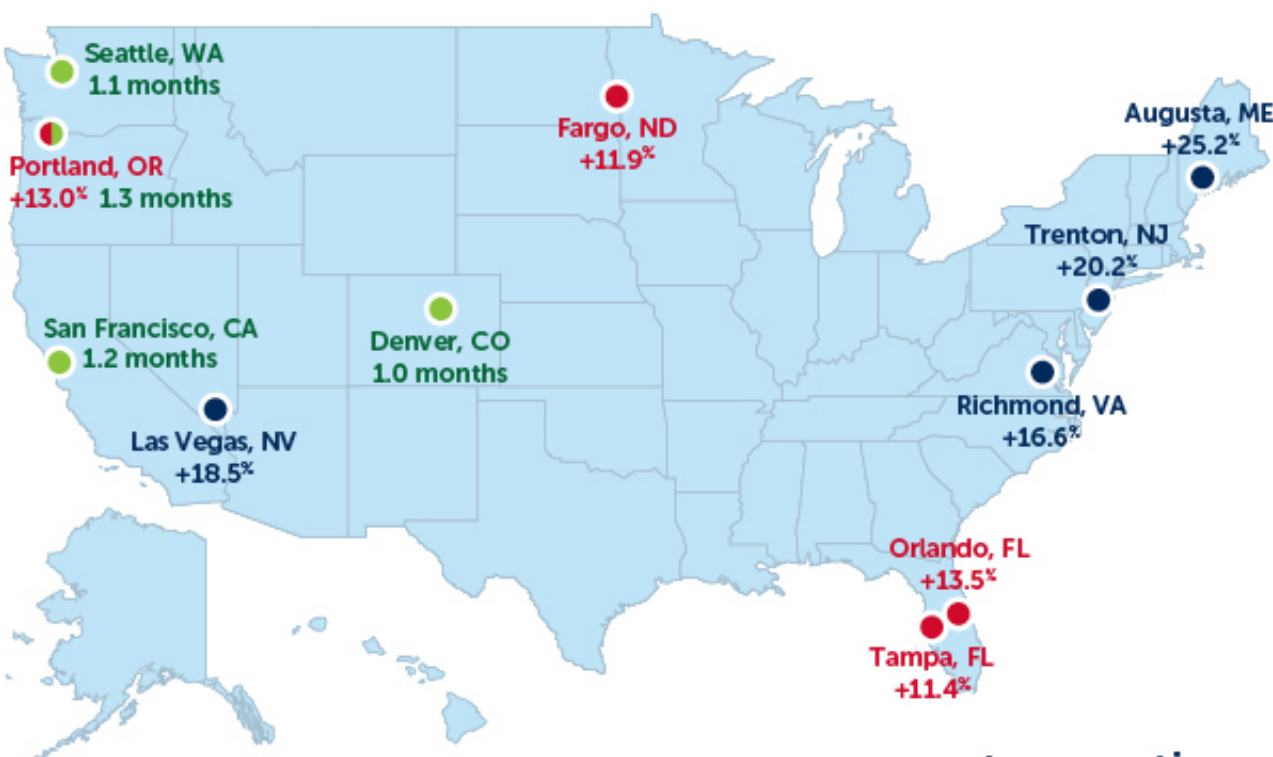 Seattle, WA
1.1 months
Portland, OR
+13.0% 1.3 months
Fargo, ND
+11.9%
Augusta, ME
+25.2%
Trenton, NJ
+20.2%
San Francisco, CA
1.2 months
Denver, CO
1.0 months
Las Vegas, NV
+18.5%
Richmond, VA
+16.6%
Orlando, FL
+13.5%
Tampa, FL
+11.4%